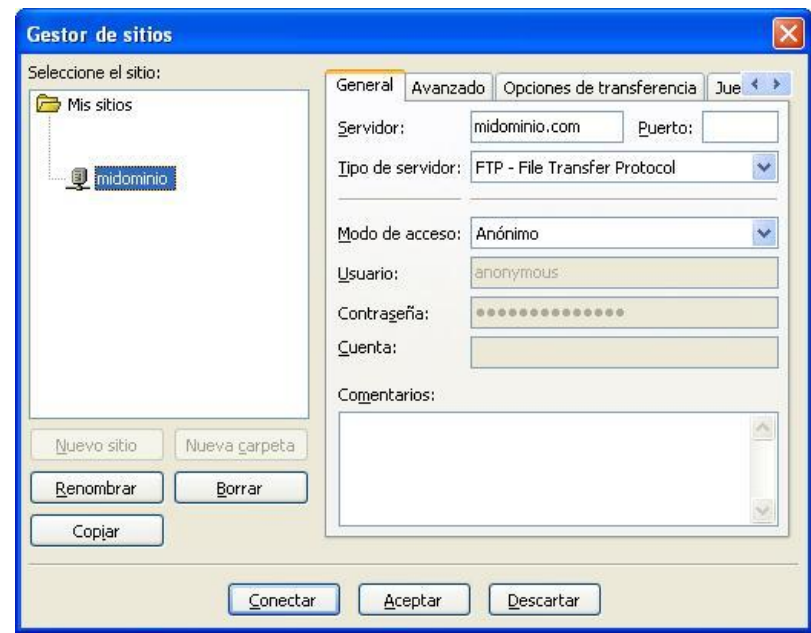 Gestor de sitios
Seleccione el sitio:
Mis sitios
midominio
Nuevo sitio
Nueva carpeta
Renombrar
Borrar
Copiar
General
Avanzado
Opciones de transferencia
Jue
Servidor:
midominio.com
Puerto:
Tipo de servidor:
FTP - File Transfer Protocol
Modo de acceso:
Anónimo
Usuario:
anonymous
Contraseña:
Cuenta:
Comentarios:
Conectar
Aceptar
Descartar